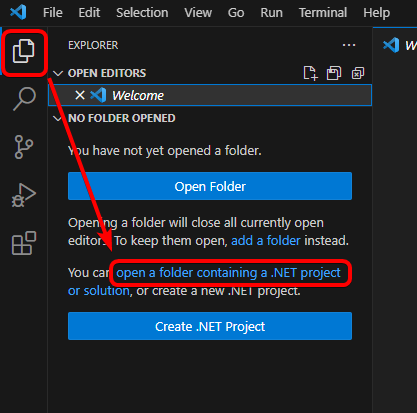 File Edit Selection View Go Run Terminal Help
EXPLORER
OPEN EDITORS
Welcome
NO FOLDER OPENED
You have not yet opened a folder.
Open Folder
Opening a folder will close all currently open
editors. To keep them open, add a folder instead.
You can open a folder containing a .NET project
or solution, or create a new .NET project.
Create .NET Project